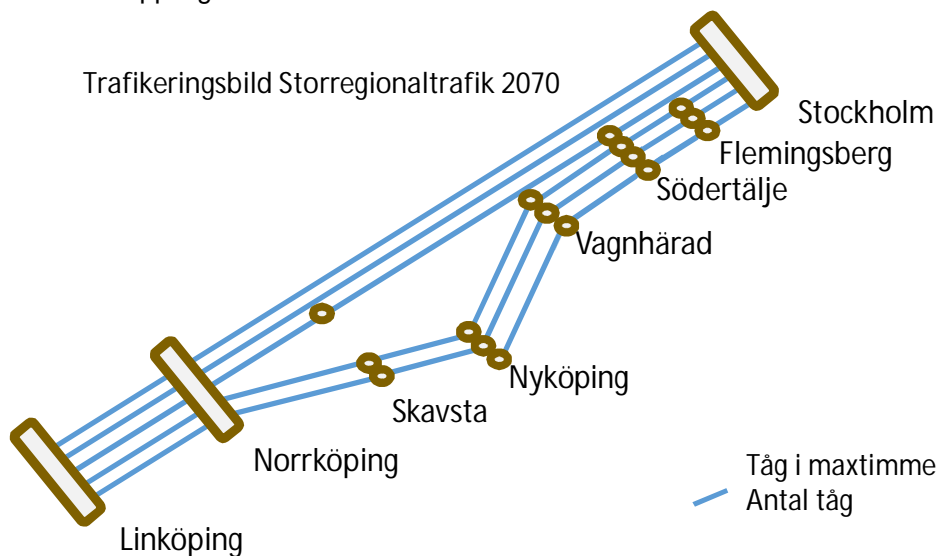 Trafikeringsbild Storregionaltrafik 2070
Stockholm
Flemingsberg
Södertälje
Vagnhärad
Nyköping
Skavsta
Norrköping
Linköping
Tåg i maxtimme
Antal tåg